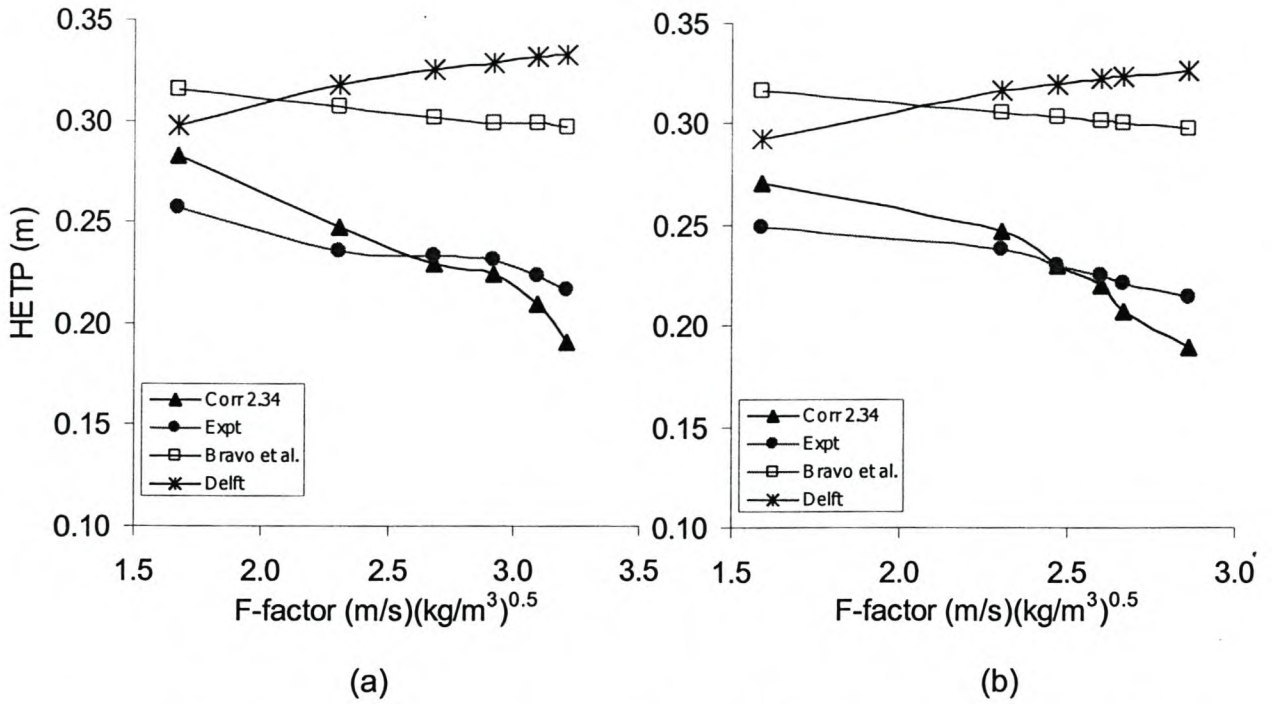 HETP (m)
0.35
0.30
0.25
0.20
0.15
0.10
1.5 2.0 2.5 3.0 3.5
F-factor (m/s)(kg/m³)⁰·⁵
Corr 2.34
Expt
Bravo et al.
Delft
(a)
0.35
0.30
0.25
0.20
0.15
0.10
1.5 2.0 2.5 3.0
F-factor (m/s)(kg/m³)⁰·⁵
Corr 2.34
Expt
Bravo et al.
Delft
(b)